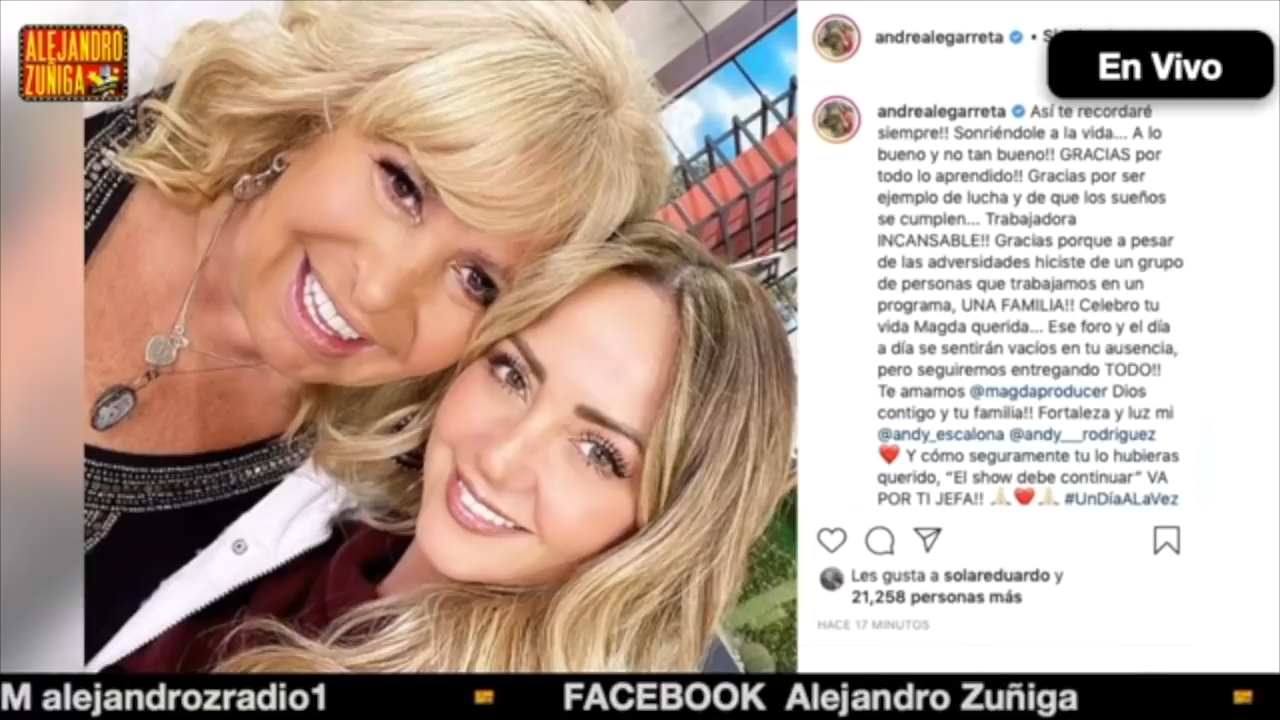 ALEJANDRO
ZUÑIGA
andrealegarreta •
En Vivo
andrealegarreta Así te recordaré
siempre!! Sonriéndole a la vida... A lo
bueno y no tan bueno!! GRACIAS por
todo lo aprendido!! Gracias por ser
ejemplo de lucha y de que los sueños
se cumplen... Trabajadora
INCANSABLE!! Gracias porque a pesar
de las adversidades hiciste de un grupo
de personas que trabajamos en un
programa, UNA FAMILIA!! Celebro tu
vida Magda querida... Ese foro y el día
a día se sentirán vacíos en tu ausencia,
pero seguiremos entregando TODO!!
Te amamos @magdaproducer Dios
contigo y tu familia!! Fortaleza y luz mi
@andy_escalona @andy___rodriguez
❤️ Y cómo seguramente tu lo hubieras
querido, “El show debe continuar” VA
POR TI JEFA!! 🙏🏻❤️🙏🏻 #UnDíaALaVez
Les gusta a solareduardo y
21,258 personas más
HACE 17 MINUTOS
M alejandrozradio1 FACEBOOK Alejandro Zuñiga